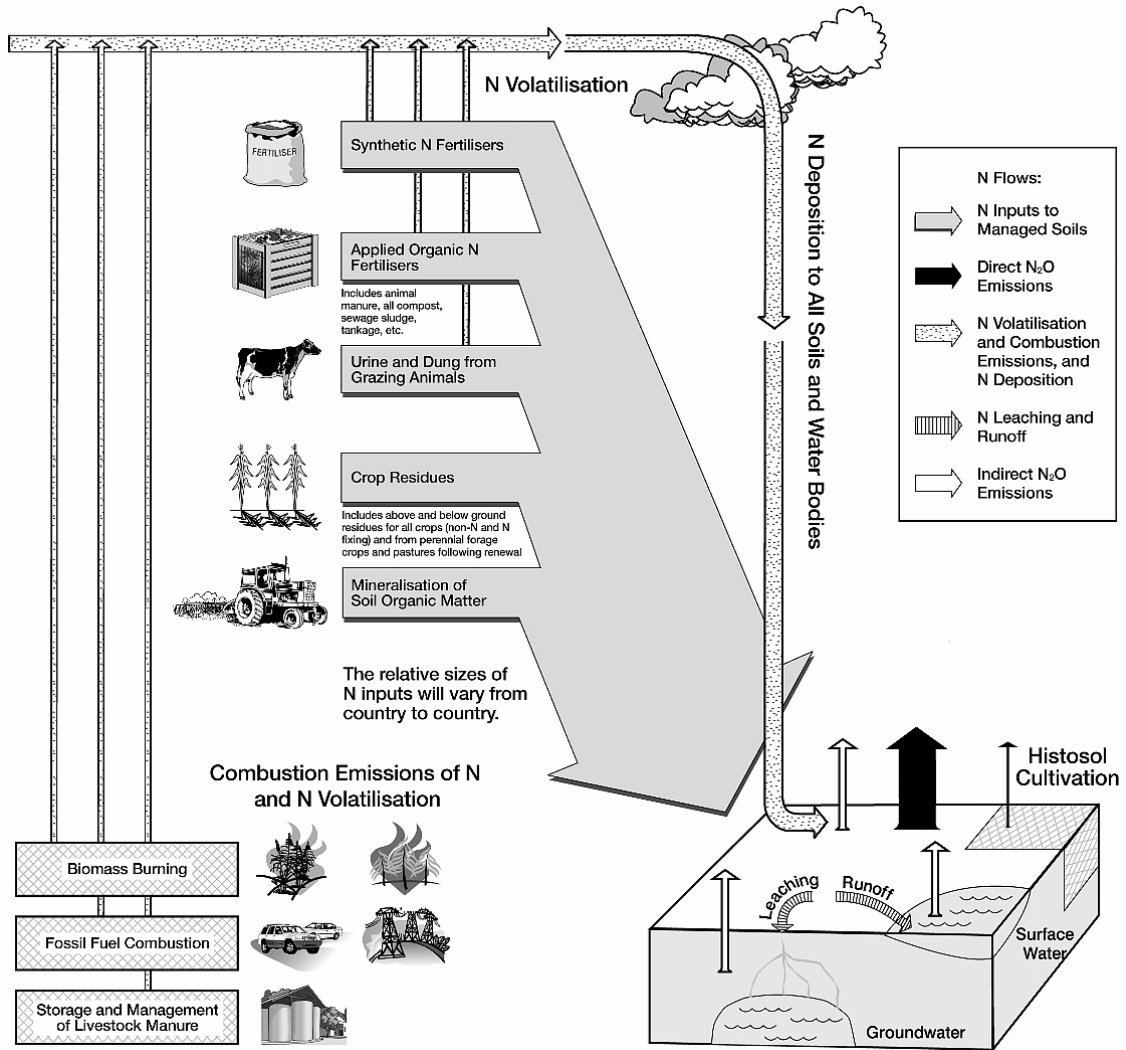 N Volatilisation
FERTILISER
Synthetic N Fertilisers
Applied Organic N
Fertilisers
Includes animal
manure, all compost,
sewage sludge,
tankage, etc.
Urine and Dung from
Grazing Animals
Crop Residues
Includes above and below ground
residues for all crops (non-N and N
fixing) and from perennial forage
crops and pastures following renewal
Mineralisation of
Soil Organic Matter
The relative sizes of
N inputs will vary from
country to country.
N Deposition to All Soils and Water Bodies
N Flows:
N Inputs to
Managed Soils
Direct N₂O
Emissions
N Volatilisation
and Combustion
Emissions, and
N Deposition
N Leaching and
Runoff
Indirect N₂O
Emissions
Combustion Emissions of N
and N Volatilisation
Biomass Burning
Fossil Fuel Combustion
Storage and Management
of Livestock Manure
Histosol
Cultivation
Leaching
Runoff
Surface
Water
Groundwater